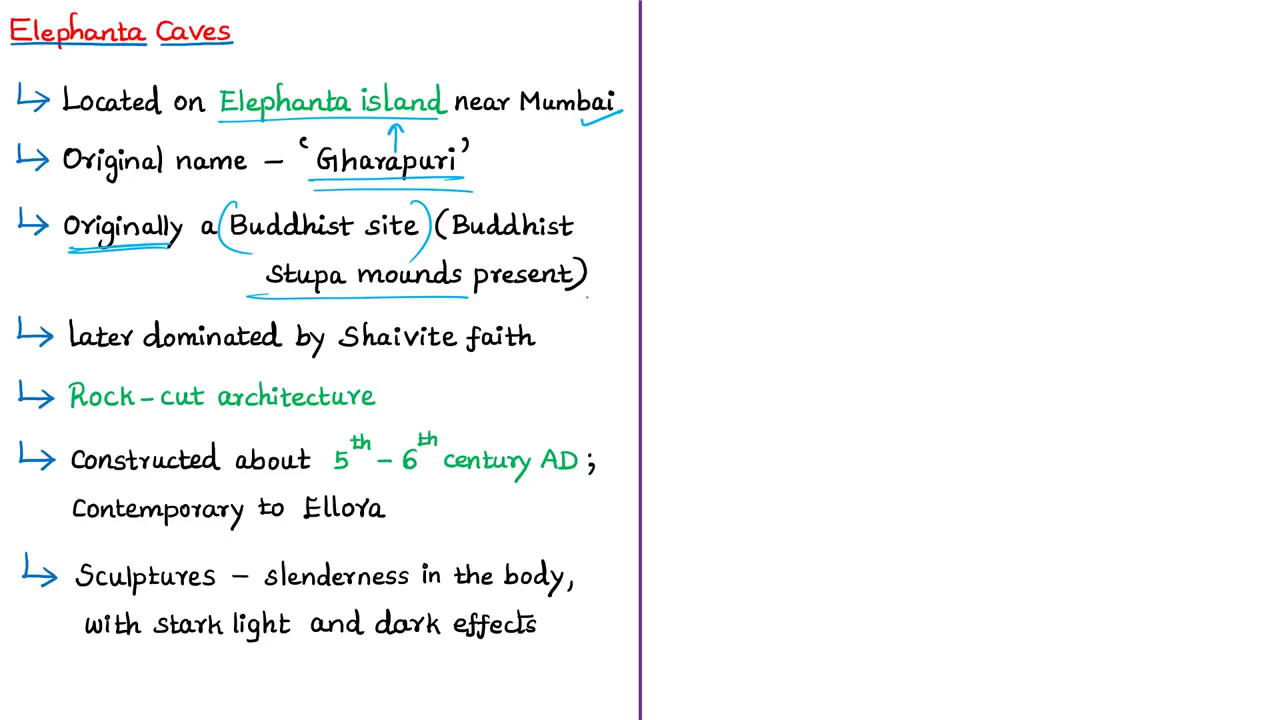 Elephanta Caves
Located on Elephanta island near Mumbai
Original name – 'Gharapuri'
Originally a Buddhist site (Buddhist
Stupa mounds present)
Later dominated by Shaivite faith
Rock-cut architecture
Constructed about 5th – 6th century AD ;
Contemporary to Ellora
Sculptures – slenderness in the body,
with stark light and dark effects